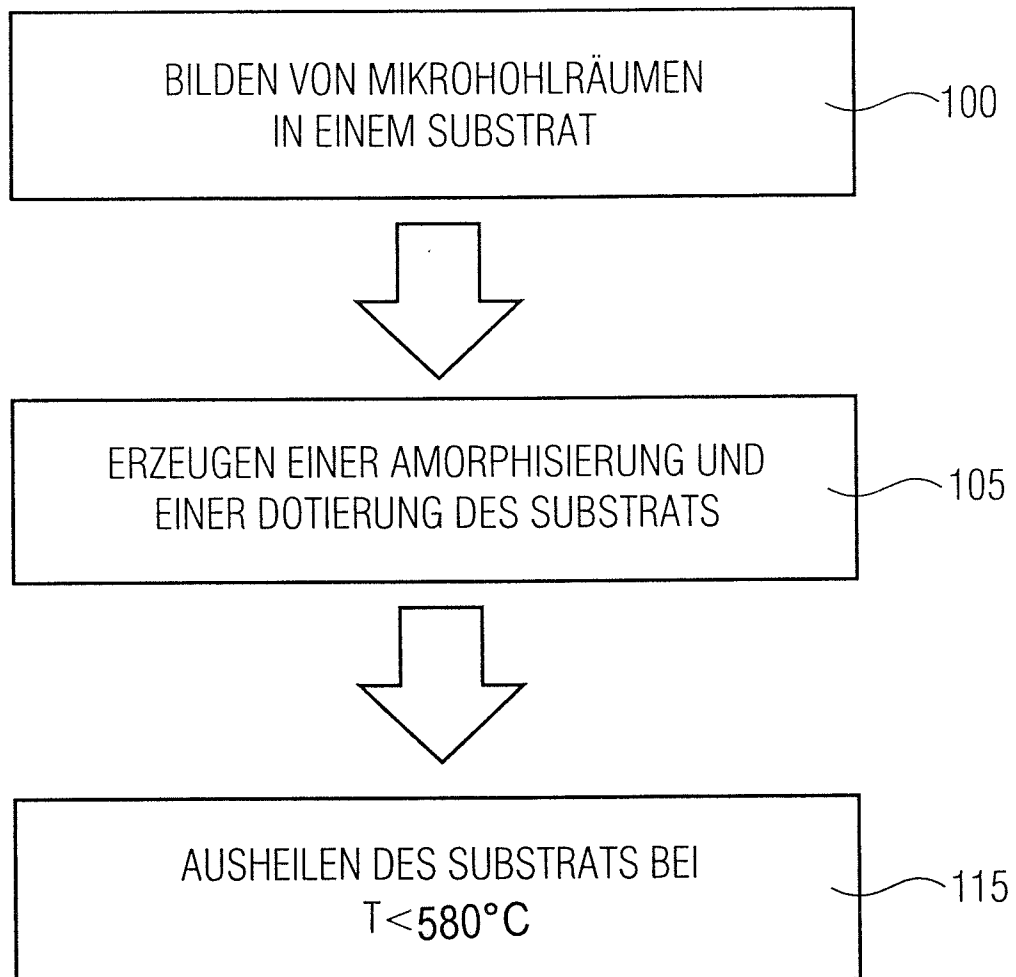 BILDEN VON MIKROHOHLRÄUMEN
IN EINEM SUBSTRAT
100
ERZEUGEN EINER AMORPHISIERUNG UND
EINER DOTIERUNG DES SUBSTRATS
105
AUSHEILEN DES SUBSTRATS BEI
T<580°C
115